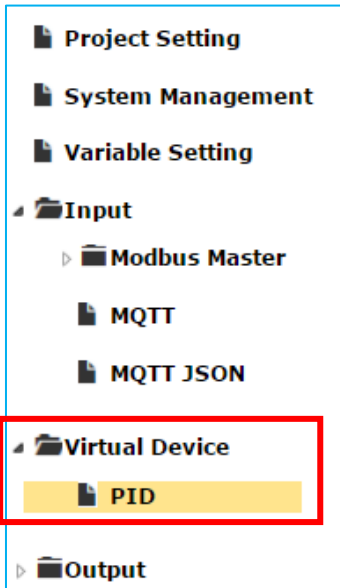 Project Setting
System Management
Variable Setting
Input
Modbus Master
MQTT
MQTT JSON
Virtual Device
PID
Output